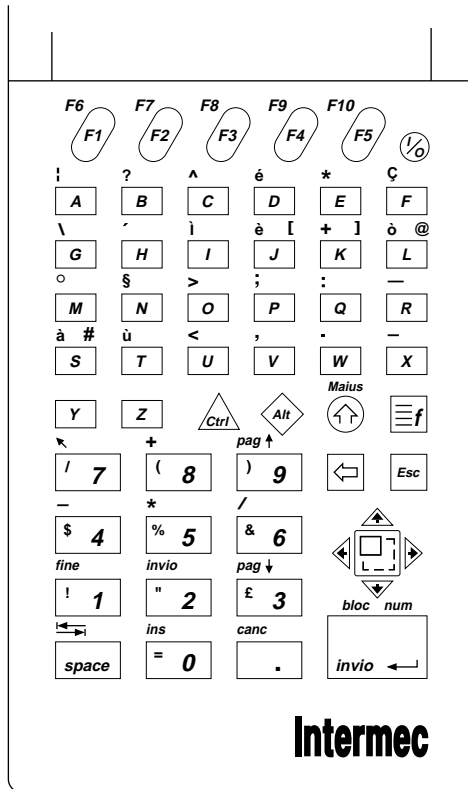 F6 F7 F8 F9 F10
F1 F2 F3 F4 F5 I/O
¦ ? ^ é * Ç
A B C D E F
\ ´ ì è [ + ] ò @
G H I J K L
° § > ; : —
M N O P Q R
à # ù < , . –
S T U V W X
Maius
Y Z Ctrl Alt f
+ pag
/ 7 ( 8 ) 9 Esc
– * /
$ 4 % 5 & 6
fine invio pag
! 1 " 2 £ 3
bloc num
ins canc
space = 0 . invio
Intermec